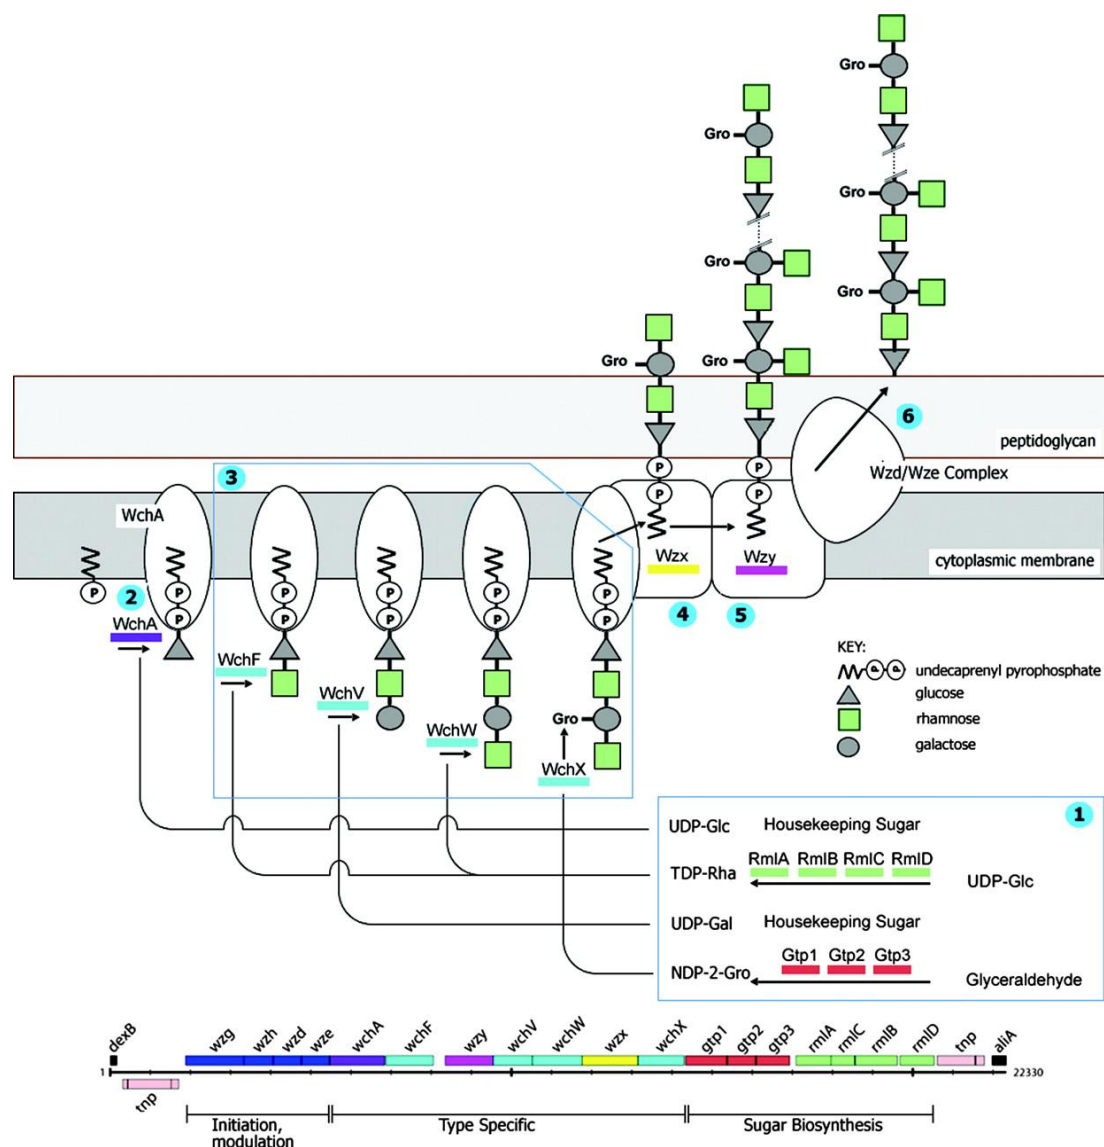 Gro
Gro
Gro
Gro
Gro
Gro
Gro
6
peptidoglycan
P
P
Wzd/Wze Complex
3
WchA
P
P
Wzx
Wzy
cytoplasmic membrane
P
P
P
P
P
P
P
P
P
P
P
2
P
P
4
5
WchA
WchF
WchV
WchW
Gro
WchX
KEY:
P P undecaprenyl pyrophosphate
glucose
rhamnose
galactose
1
UDP-Glc Housekeeping Sugar
RmlA RmlB RmlC RmlD
TDP-Rha
UDP-Glc
UDP-Gal Housekeeping Sugar
Gtp1 Gtp2 Gtp3
NDP-2-Gro
Glyceraldehyde
dexB wzg wzh wzd wze wchA wchF wzy wchV wchW wzx wchX gtp1 gtp2 gtp3 rmlA rmlC rmlB rmlD tnp aliA
1
22330
tnp
Initiation,
modulation
Type Specific
Sugar Biosynthesis